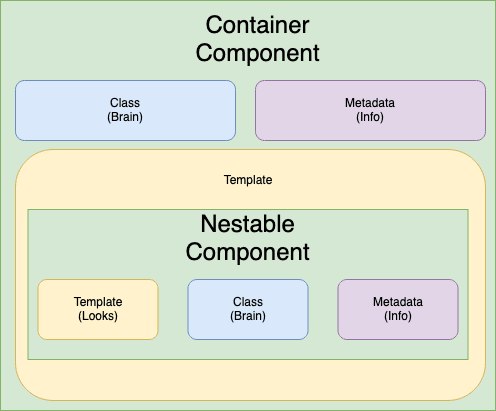 Container
Component
Class
(Brain)
Metadata
(Info)
Template
Nestable
Component
Template
(Looks)
Class
(Brain)
Metadata
(Info)